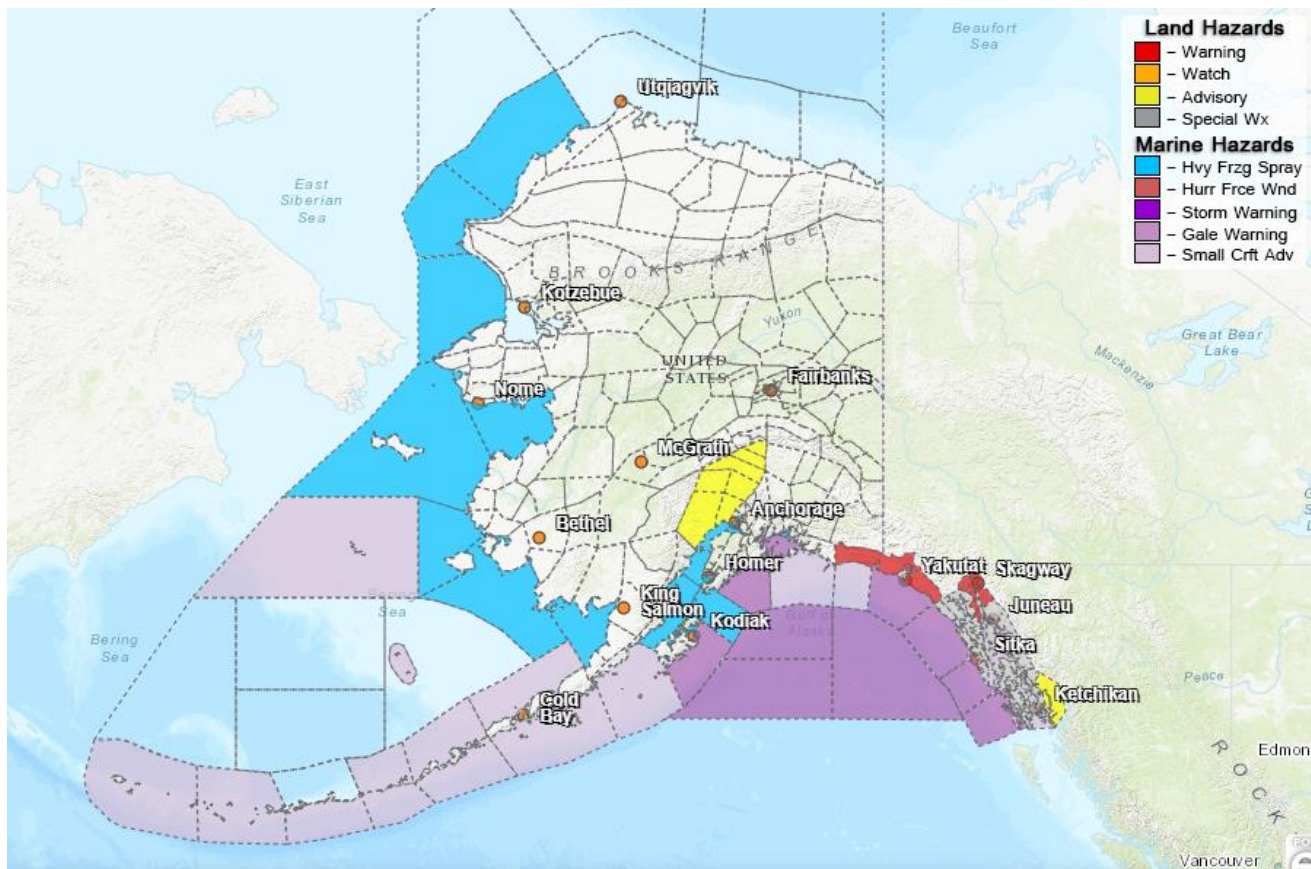 Land Hazards
– Warning
– Watch
– Advisory
– Special Wx
Marine Hazards
– Hvy Frzg Spray
– Hurr Frce Wnd
– Storm Warning
– Gale Warning
– Small Crft Adv
Beaufort
Sea
Utqiagvik
East
Siberian
Sea
BROOKS RANGE
Kotzebue
Yukon
Great Bear
Lake
Mackenzie
UNITED
STATES
Fairbanks
Nome
McGrath
Anchorage
Bethel
Homer
Yakutat
Skagway
King
Salmon
Juneau
Kodiak
Gulf of
Alaska
Sea
Bering
Sea
Sitka
Peace
Ketchikan
Cold
Bay
Edmon
ROCK
Vancouver